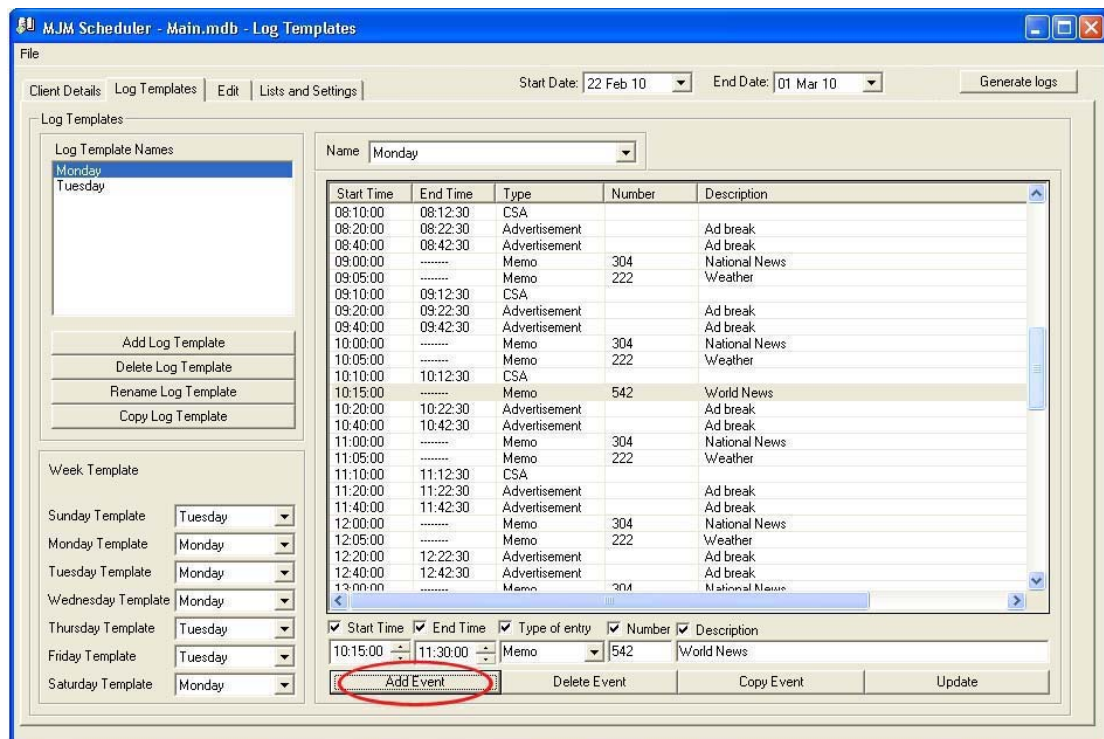 MJM Scheduler - Main.mdb - Log Templates
File
Client Details Log Templates Edit Lists and Settings Start Date: 22 Feb 10 End Date: 01 Mar 10 Generate logs
Log Templates
Log Template Names
Monday
Tuesday
Add Log Template
Delete Log Template
Rename Log Template
Copy Log Template
Week Template
Sunday Template Tuesday
Monday Template Monday
Tuesday Template Monday
Wednesday Template Monday
Thursday Template Tuesday
Friday Template Tuesday
Saturday Template Monday
Name Monday
Start Time End Time Type Number Description
08:10:00 08:12:30 CSA
08:20:00 08:22:30 Advertisement Ad break
08:40:00 08:42:30 Advertisement Ad break
09:00:00 -------- Memo 304 National News
09:05:00 -------- Memo 222 Weather
09:10:00 09:12:30 CSA
09:20:00 09:22:30 Advertisement Ad break
09:40:00 09:42:30 Advertisement Ad break
10:00:00 -------- Memo 304 National News
10:05:00 -------- Memo 222 Weather
10:10:00 10:12:30 CSA
10:15:00 -------- Memo 542 World News
10:20:00 10:22:30 Advertisement Ad break
10:40:00 10:42:30 Advertisement Ad break
11:00:00 -------- Memo 304 National News
11:05:00 -------- Memo 222 Weather
11:10:00 11:12:30 CSA
11:20:00 11:22:30 Advertisement Ad break
11:40:00 11:42:30 Advertisement Ad break
12:00:00 -------- Memo 304 National News
12:05:00 -------- Memo 222 Weather
12:20:00 12:22:30 Advertisement Ad break
12:40:00 12:42:30 Advertisement Ad break
13:00:00 -------- Memo 304 National News
Start Time End Time Type of entry Number Description
10:15:00 11:30:00 Memo 542 World News
Add Event Delete Event Copy Event Update